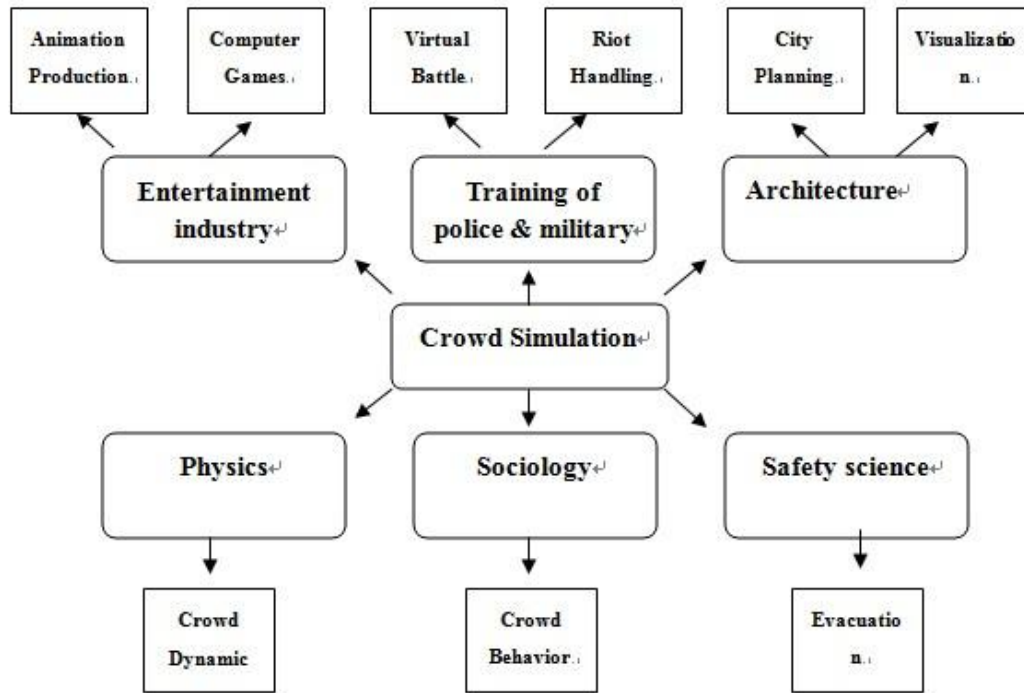 Animation
Production.
Computer
Games.
Virtual
Battle.
Riot
Handling.
City
Planning.
Visualizatio
n.
Entertainment
industry
Training of
police & military
Architecture
Crowd Simulation
Physics
Sociology
Safety science
Crowd
Dynamic
Crowd
Behavior.
Evacuatio
n.